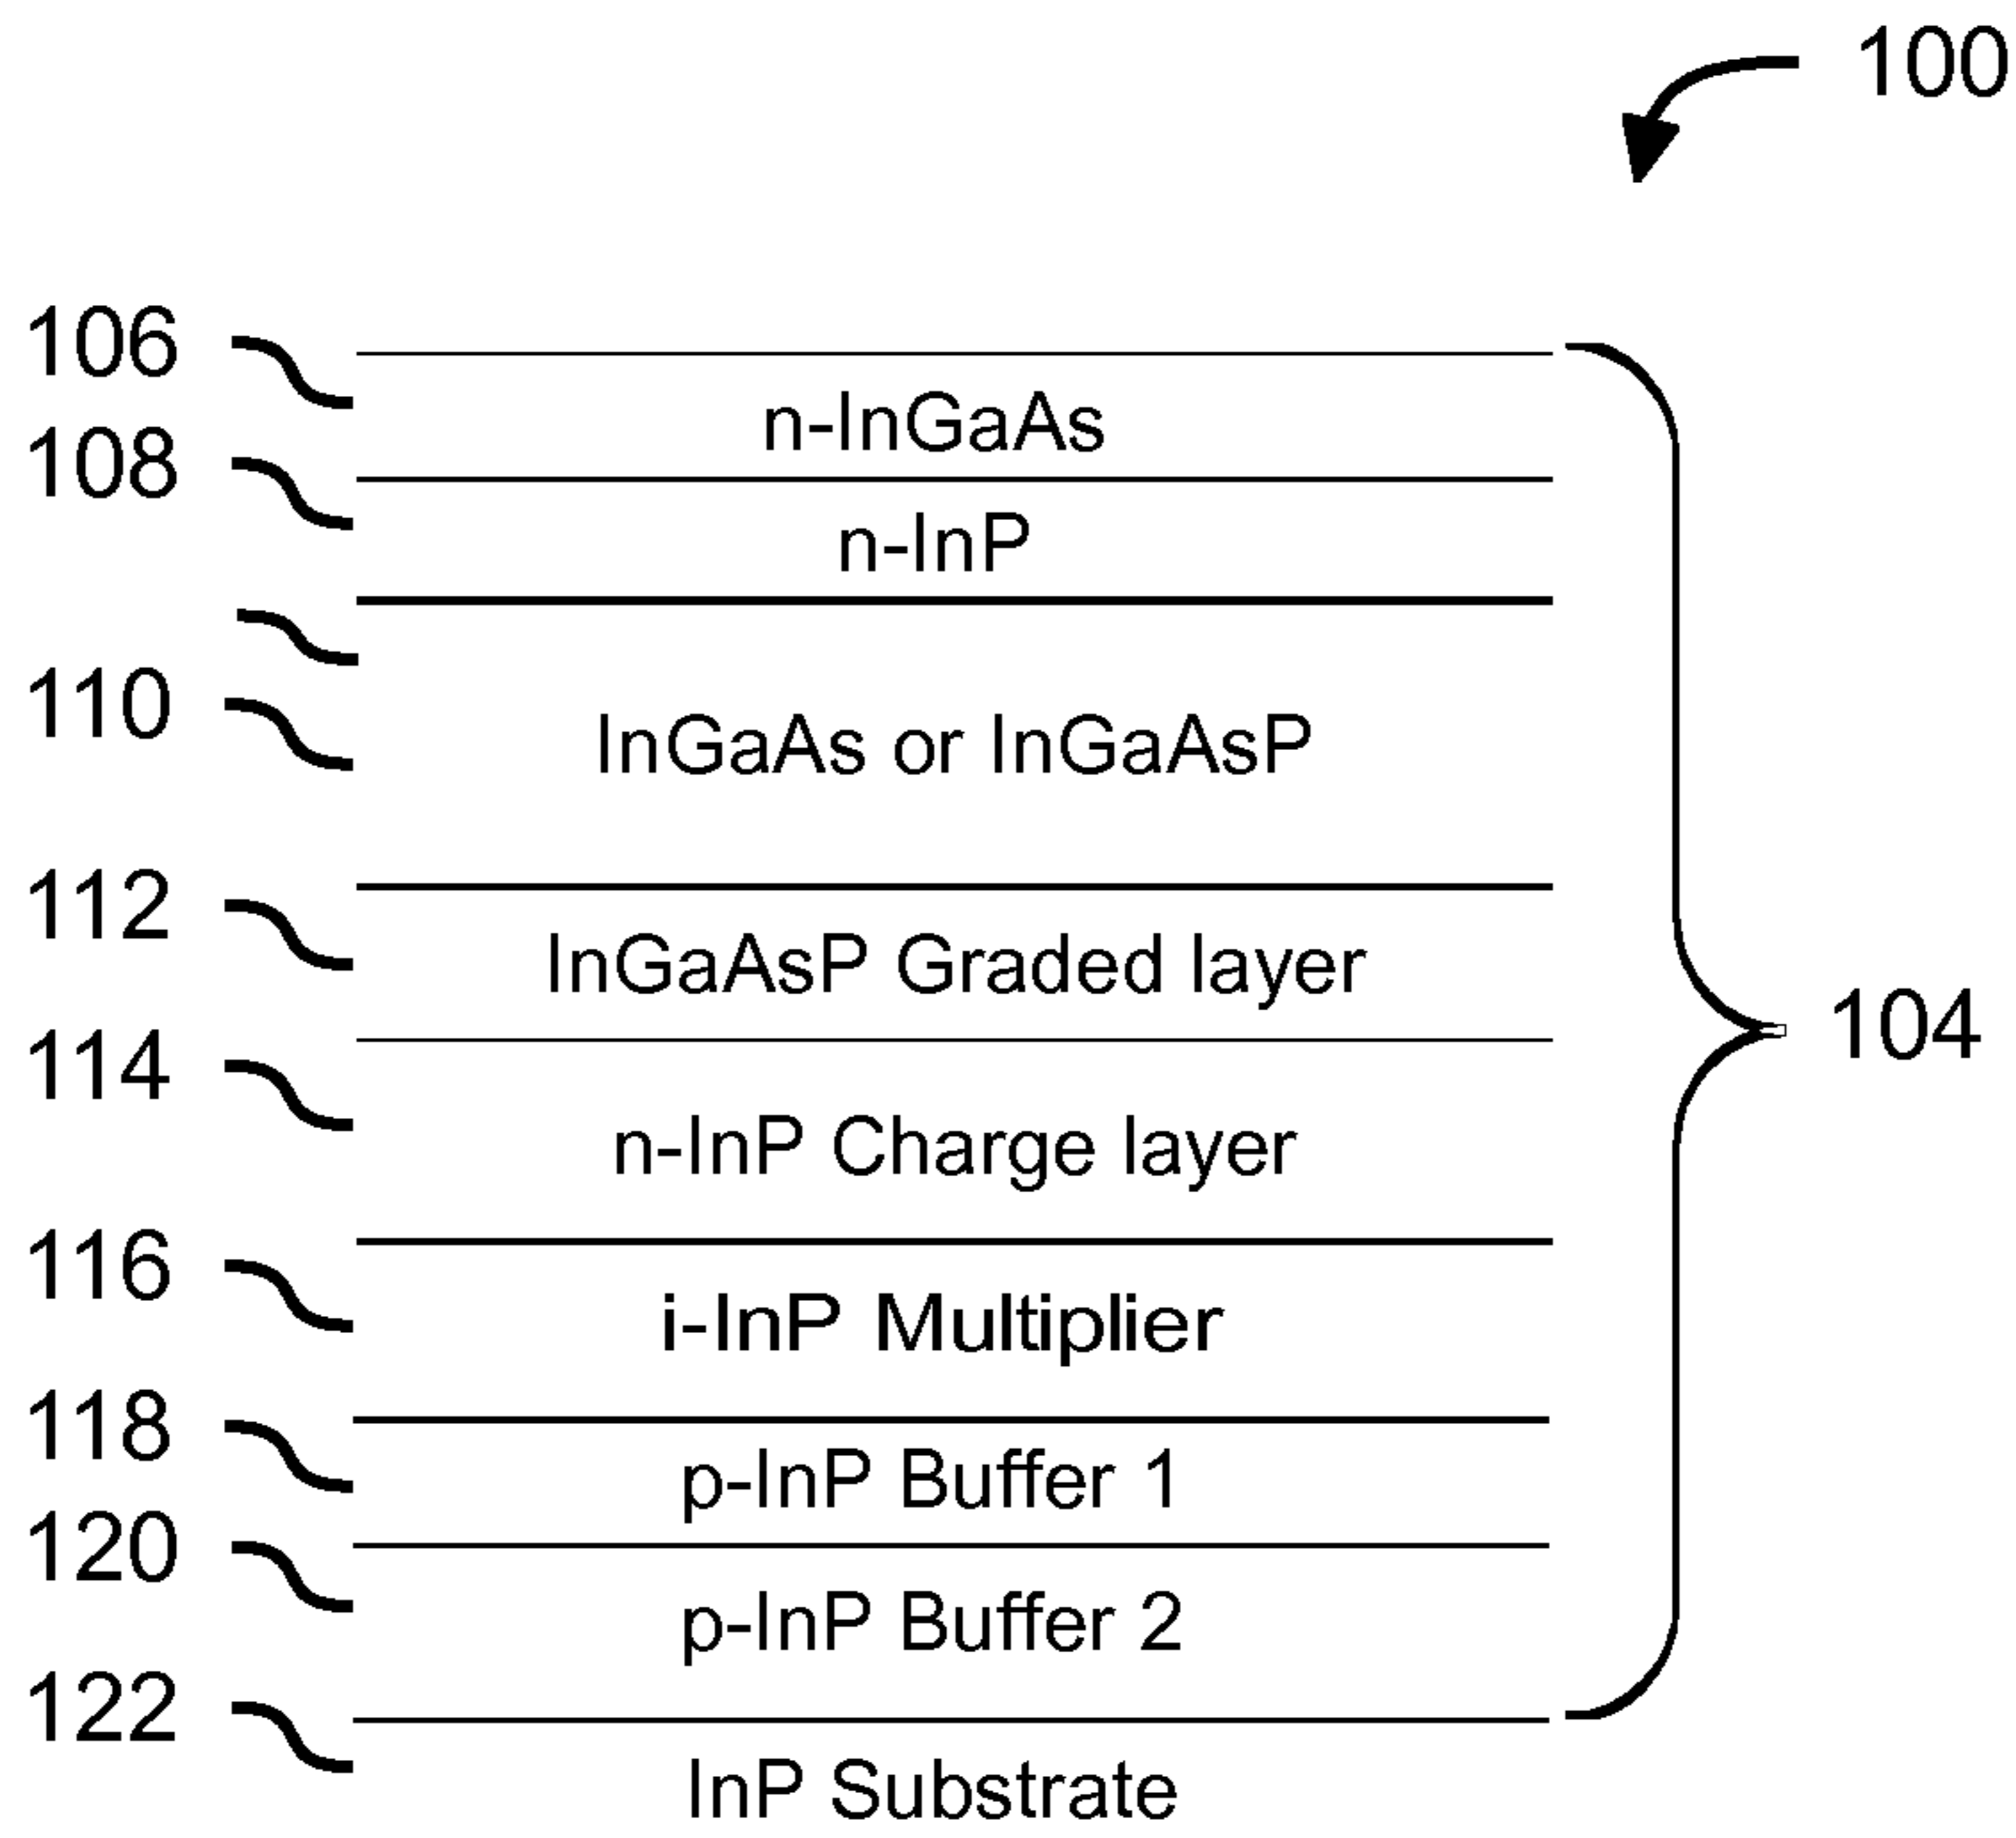 100
106
n-InGaAs
108
n-InP
110
InGaAs or InGaAsP
112
InGaAsP Graded layer
104
114
n-InP Charge layer
116
i-InP Multiplier
118
p-InP Buffer 1
120
p-InP Buffer 2
122
InP Substrate